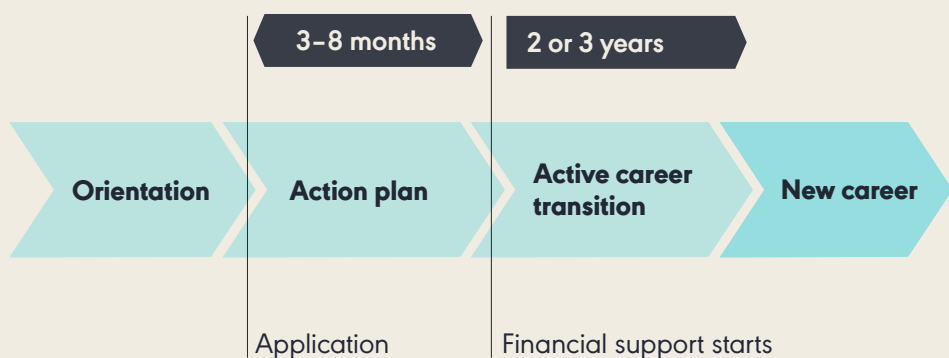 3–8 months
2 or 3 years
Orientation
Action plan
Active career
transition
New career
Application
Financial support starts